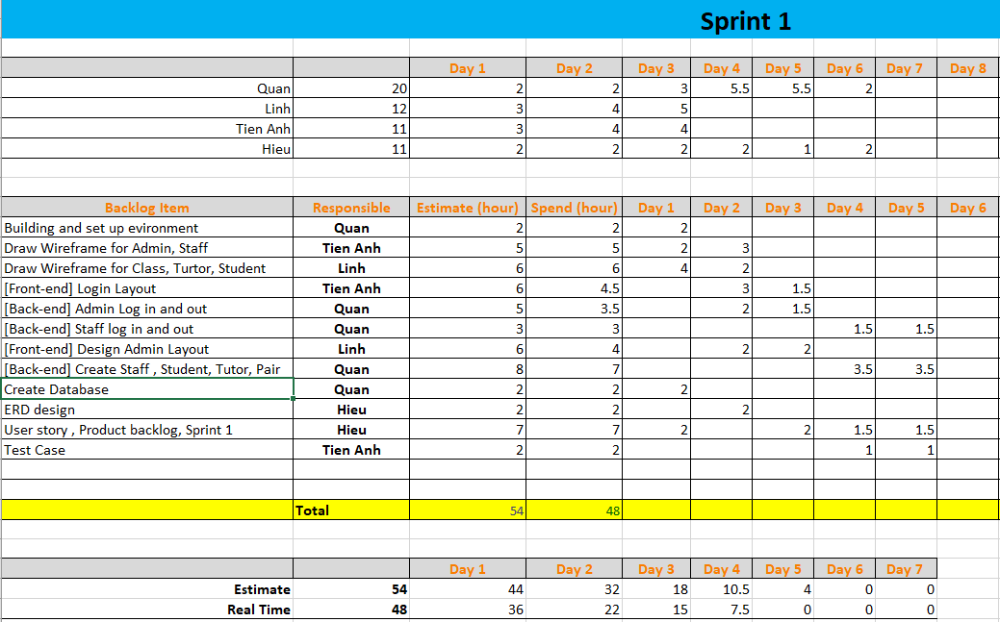 Sprint 1
Day 1 Day 2 Day 3 Day 4 Day 5 Day 6 Day 7 Day 8
Quan 20 2 2 3 5.5 5.5 2
Linh 12 3 4 5
Tien Anh 11 3 4 4
Hieu 11 2 2 2 2 1 2
Backlog Item Responsible Estimate (hour) Spend (hour) Day 1 Day 2 Day 3 Day 4 Day 5 Day 6
Building and set up evironment Quan 2 2 2
Draw Wireframe for Admin, Staff Tien Anh 5 5 2 3
Draw Wireframe for Class, Turtor, Student Linh 6 6 4 2
[Front-end] Login Layout Tien Anh 6 4.5 3 1.5
[Back-end] Admin Log in and out Quan 5 3.5 2 1.5
[Back-end] Staff log in and out Quan 3 3 1.5 1.5
[Front-end] Design Admin Layout Linh 6 4 2 2
[Back-end] Create Staff , Student, Tutor, Pair Quan 8 7 3.5 3.5
Create Database Quan 2 2 2
ERD design Hieu 2 2 2
User story , Product backlog, Sprint 1 Hieu 7 7 2 2 1.5 1.5
Test Case Tien Anh 2 2 1 1
Total 54 48
Day 1 Day 2 Day 3 Day 4 Day 5 Day 6 Day 7
Estimate 54 44 32 18 10.5 4 0 0
Real Time 48 36 22 15 7.5 0 0 0